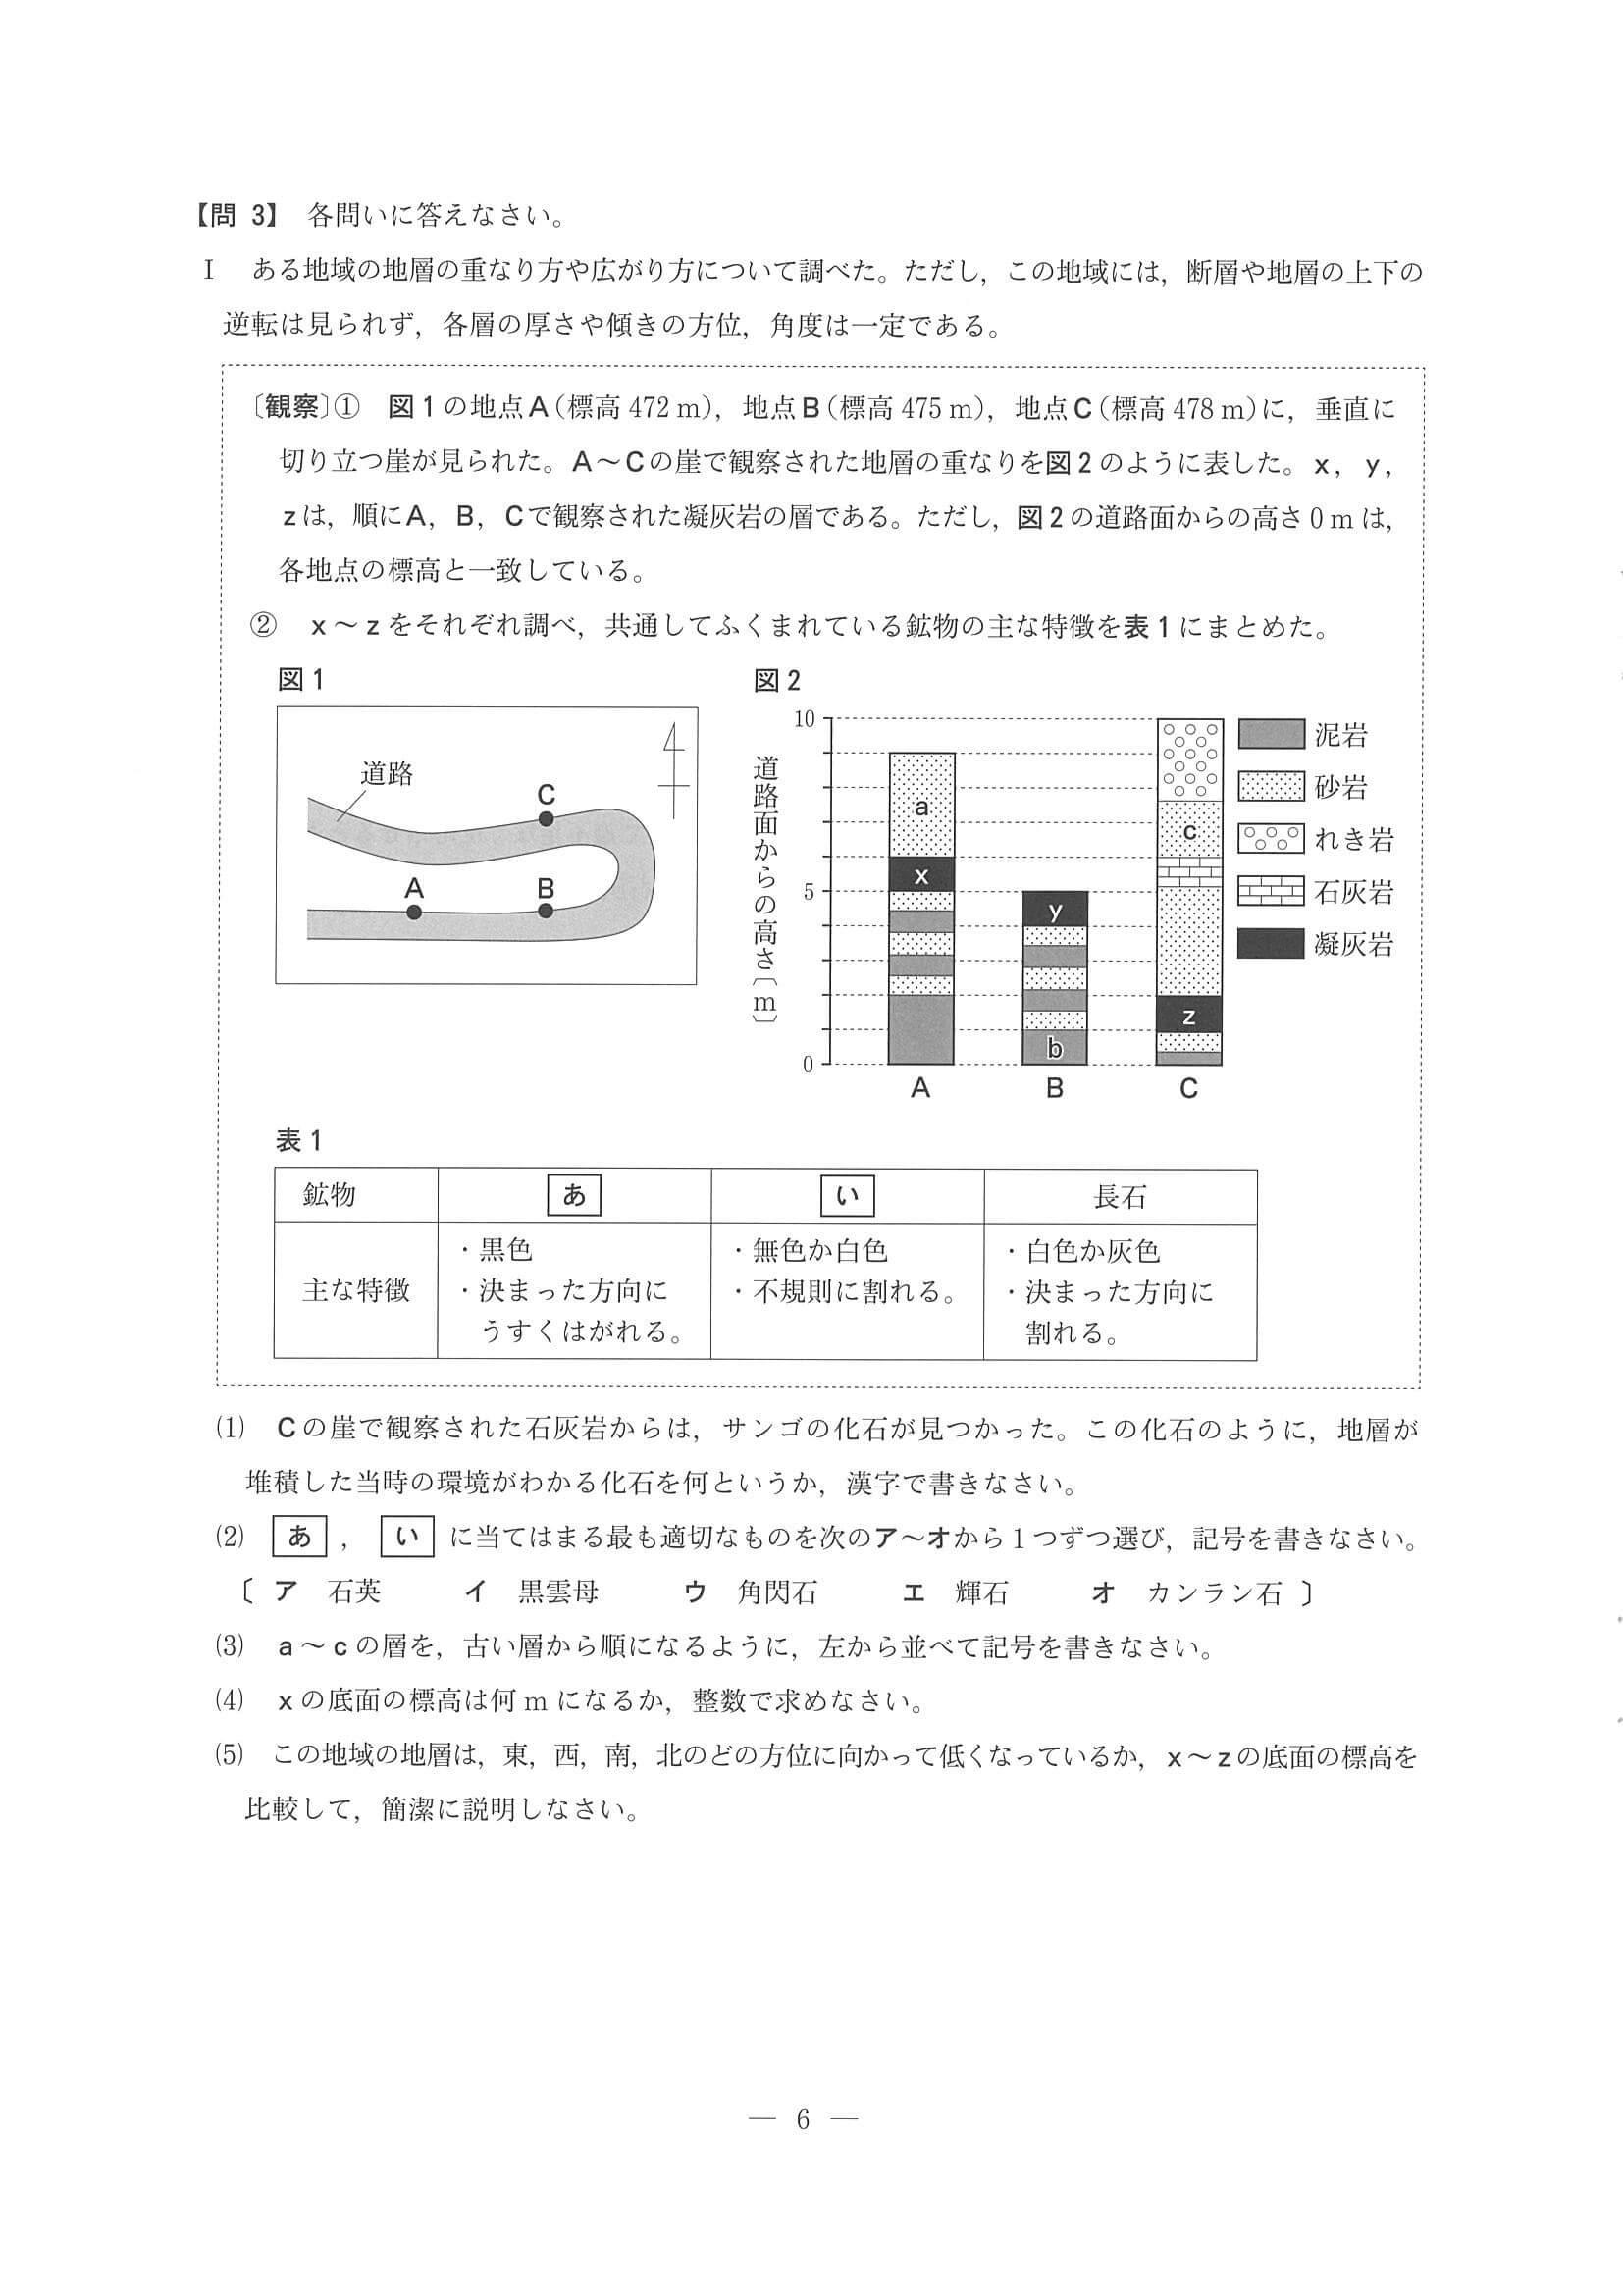 【問 3】 各問いに答えなさい。
Ⅰ ある地域の地層の重なり方や広がり方について調べた。ただし，この地域には，断層や地層の上下の
逆転は見られず，各層の厚さや傾きの方位，角度は一定である。
〔観察〕① 図1の地点A（標高 472 m），地点B（標高 475 m），地点C（標高 478 m）に，垂直に
切り立つ崖が見られた。A～Cの崖で観察された地層の重なりを図2のように表した。x，y，
zは，順にA，B，Cで観察された凝灰岩の層である。ただし，図2の道路面からの高さ0 mは，
各地点の標高と一致している。
② x～zをそれぞれ調べ，共通してふくまれている鉱物の主な特徴を表1にまとめた。
図1
道路
C
A
B
図2
道路面からの高さ〔m〕
10
5
0
a
x
y
b
c
z
A
B
C
泥岩
砂岩
れき岩
石灰岩
凝灰岩
表1
鉱物 あ い 長石
主な特徴
・黒色
・決まった方向に
うすくはがれる。
・無色か白色
・不規則に割れる。
・白色か灰色
・決まった方向に
割れる。
⑴ Cの崖で観察された石灰岩からは，サンゴの化石が見つかった。この化石のように，地層が
堆積した当時の環境がわかる化石を何というか，漢字で書きなさい。
⑵ あ ， い に当てはまる最も適切なものを次のア～オから1つずつ選び，記号を書きなさい。
〔 ア 石英 イ 黒雲母 ウ 角閃石 エ 輝石 オ カンラン石 〕
⑶ a～cの層を，古い層から順になるように，左から並べて記号を書きなさい。
⑷ xの底面の標高は何 m になるか，整数で求めなさい。
⑸ この地域の地層は，東，西，南，北のどの方位に向かって低くなっているか，x～zの底面の標高を
比較して，簡潔に説明しなさい。
— 6 —